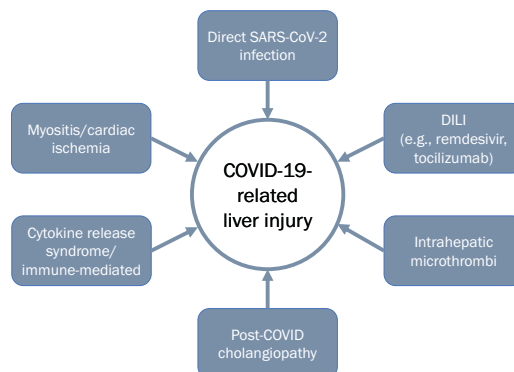 Direct SARS-CoV-2
infection
Myositis/cardiac
ischemia
DILI
(e.g., remdesivir,
tocilizumab)
COVID-19-
related
liver injury
Cytokine release
syndrome/
immune-mediated
Intrahepatic
microthrombi
Post-COVID
cholangiopathy